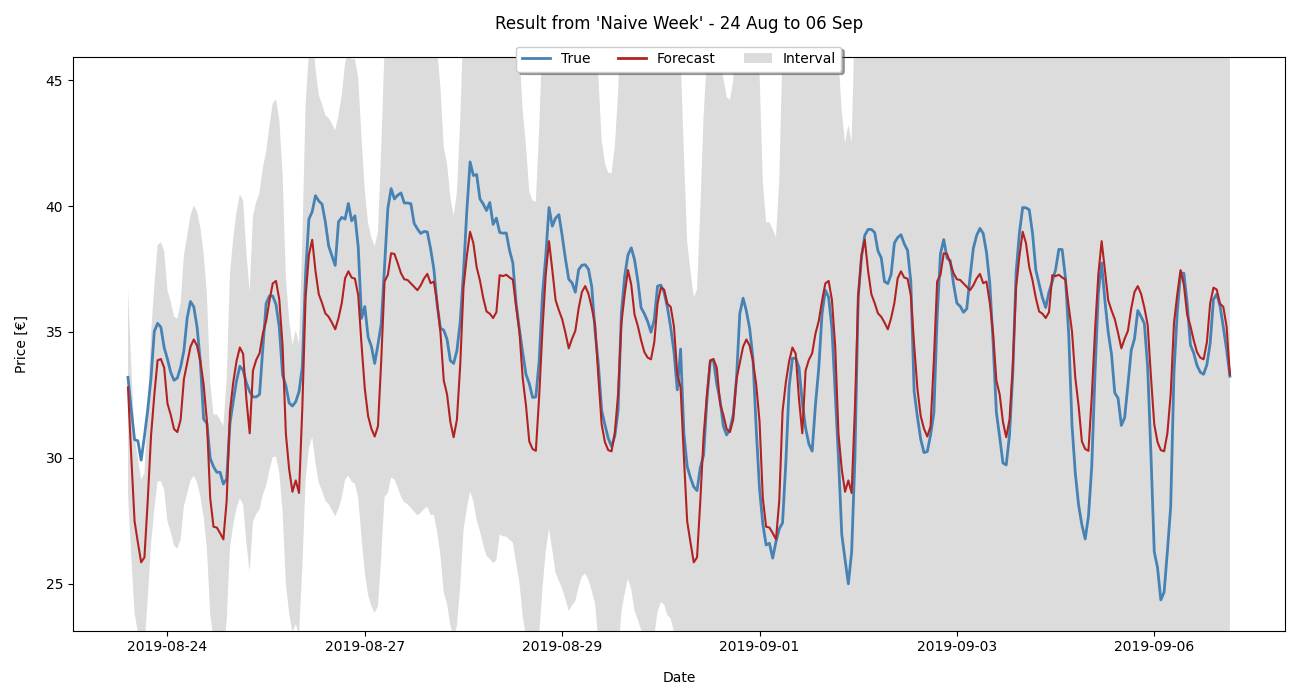 Result from 'Naive Week' - 24 Aug to 06 Sep
True Forecast Interval
45
40
35
30
25
Price [€]
2019-08-24 2019-08-27 2019-08-29 2019-09-01 2019-09-03 2019-09-06
Date